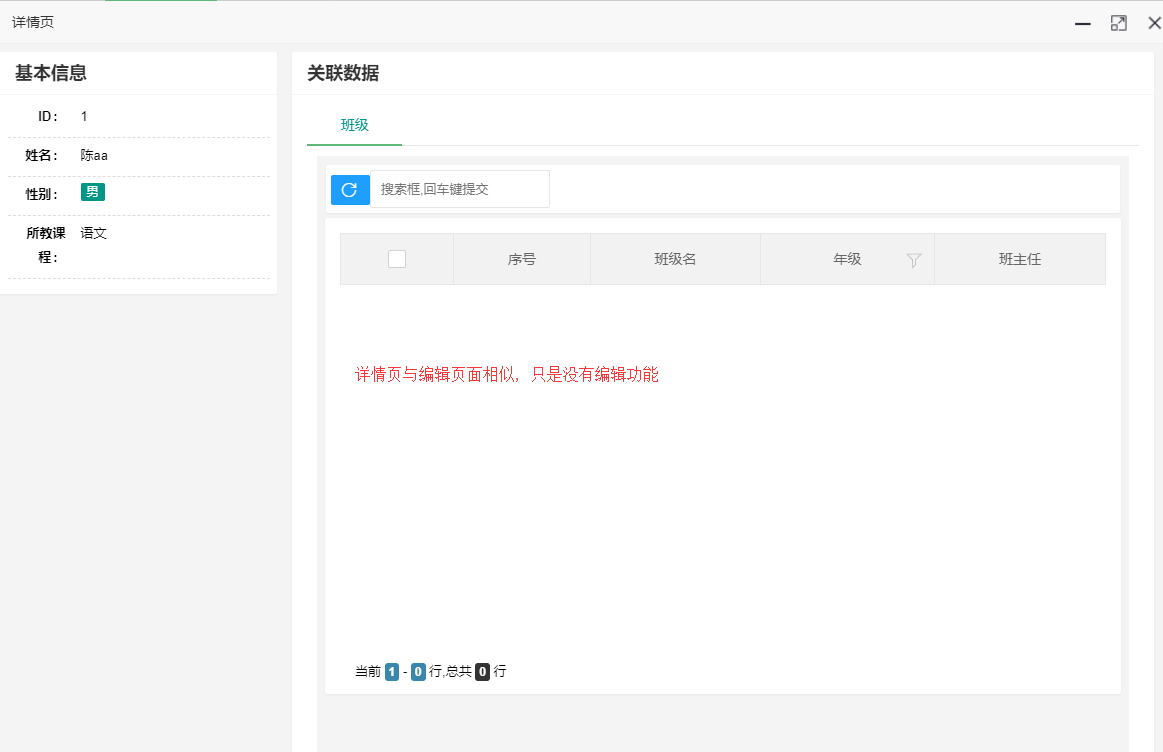 详情页
基本信息
ID： 1
姓名： 陈aa
性别： 男
所教课程： 语文
关联数据
班级
搜索框,回车键提交
序号 班级名 年级 班主任
详情页与编辑页面相似，只是没有编辑功能
当前 1 - 0 行,总共 0 行